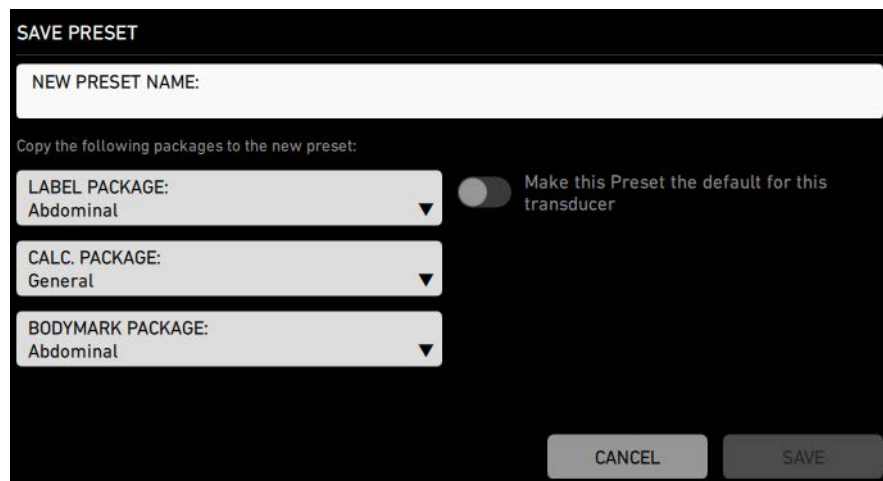 SAVE PRESET
NEW PRESET NAME:
Copy the following packages to the new preset:
LABEL PACKAGE:
Abdominal
Make this Preset the default for this
transducer
CALC. PACKAGE:
General
BODYMARK PACKAGE:
Abdominal
CANCEL
SAVE